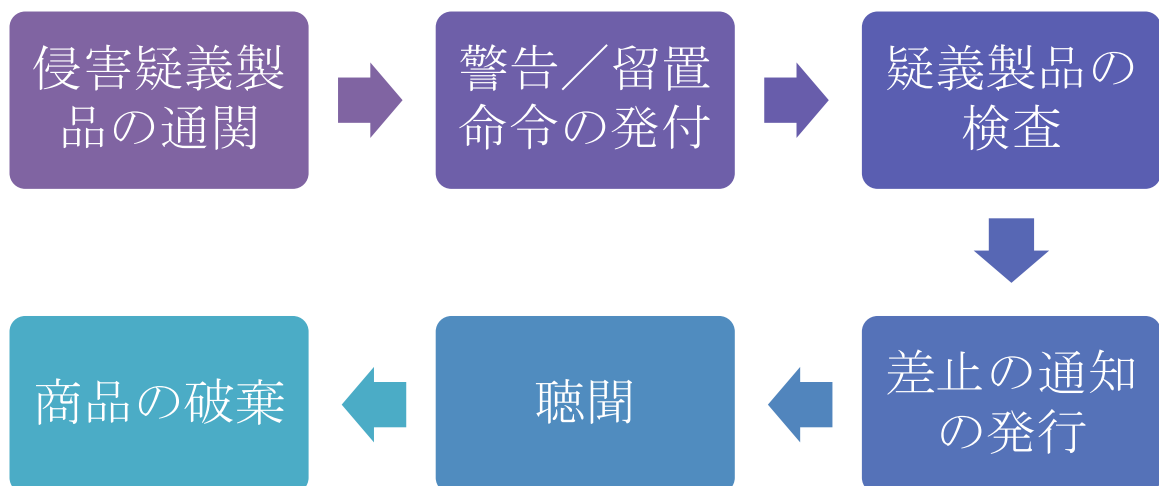 侵害疑義製
品の通関
警告／留置
命令の発付
疑義製品の
検査
差止の通知
の発行
聴聞
商品の破棄